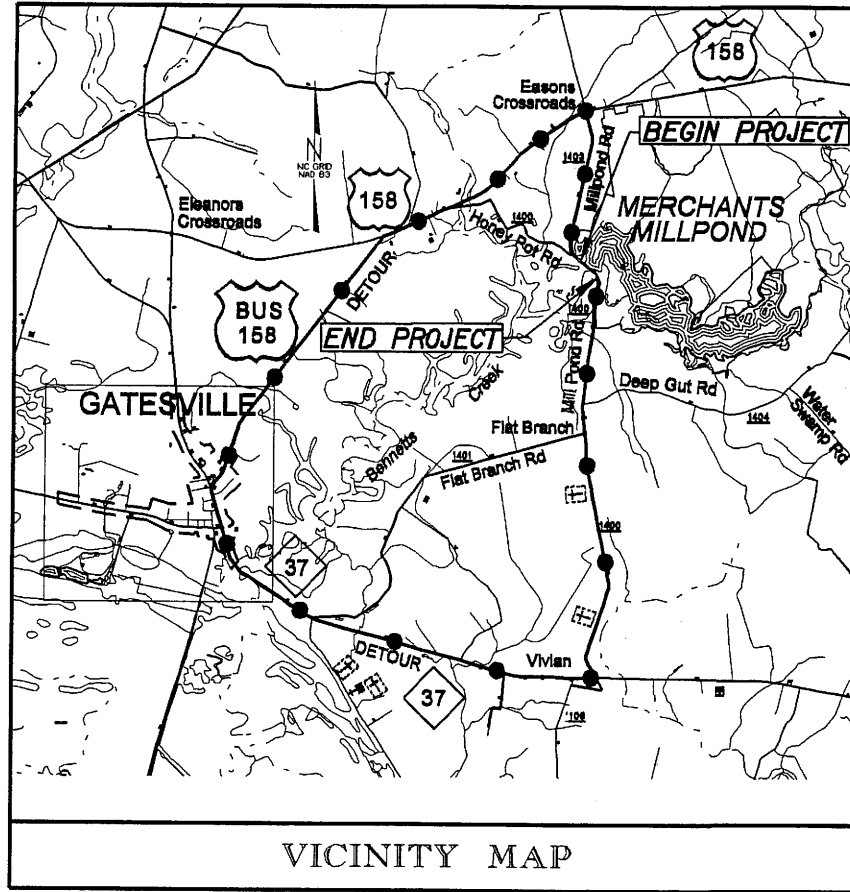 158
Easons
Crossroads
BEGIN PROJECT
N
NC GRID
NAD 83
1403
Millpond Rd
158
Eleanors
Crossroads
1400
Honey Pot Rd
MERCHANTS
MILLPOND
DETOUR
BUS
158
END PROJECT
1400
Mill Pond Rd
Creek
Deep Gut Rd
1404
Water
Swamp Rd
GATESVILLE
Flat Branch
Bennetts
1401
Flat Branch Rd
1400
37
DETOUR
Vivian
37
VICINITY MAP